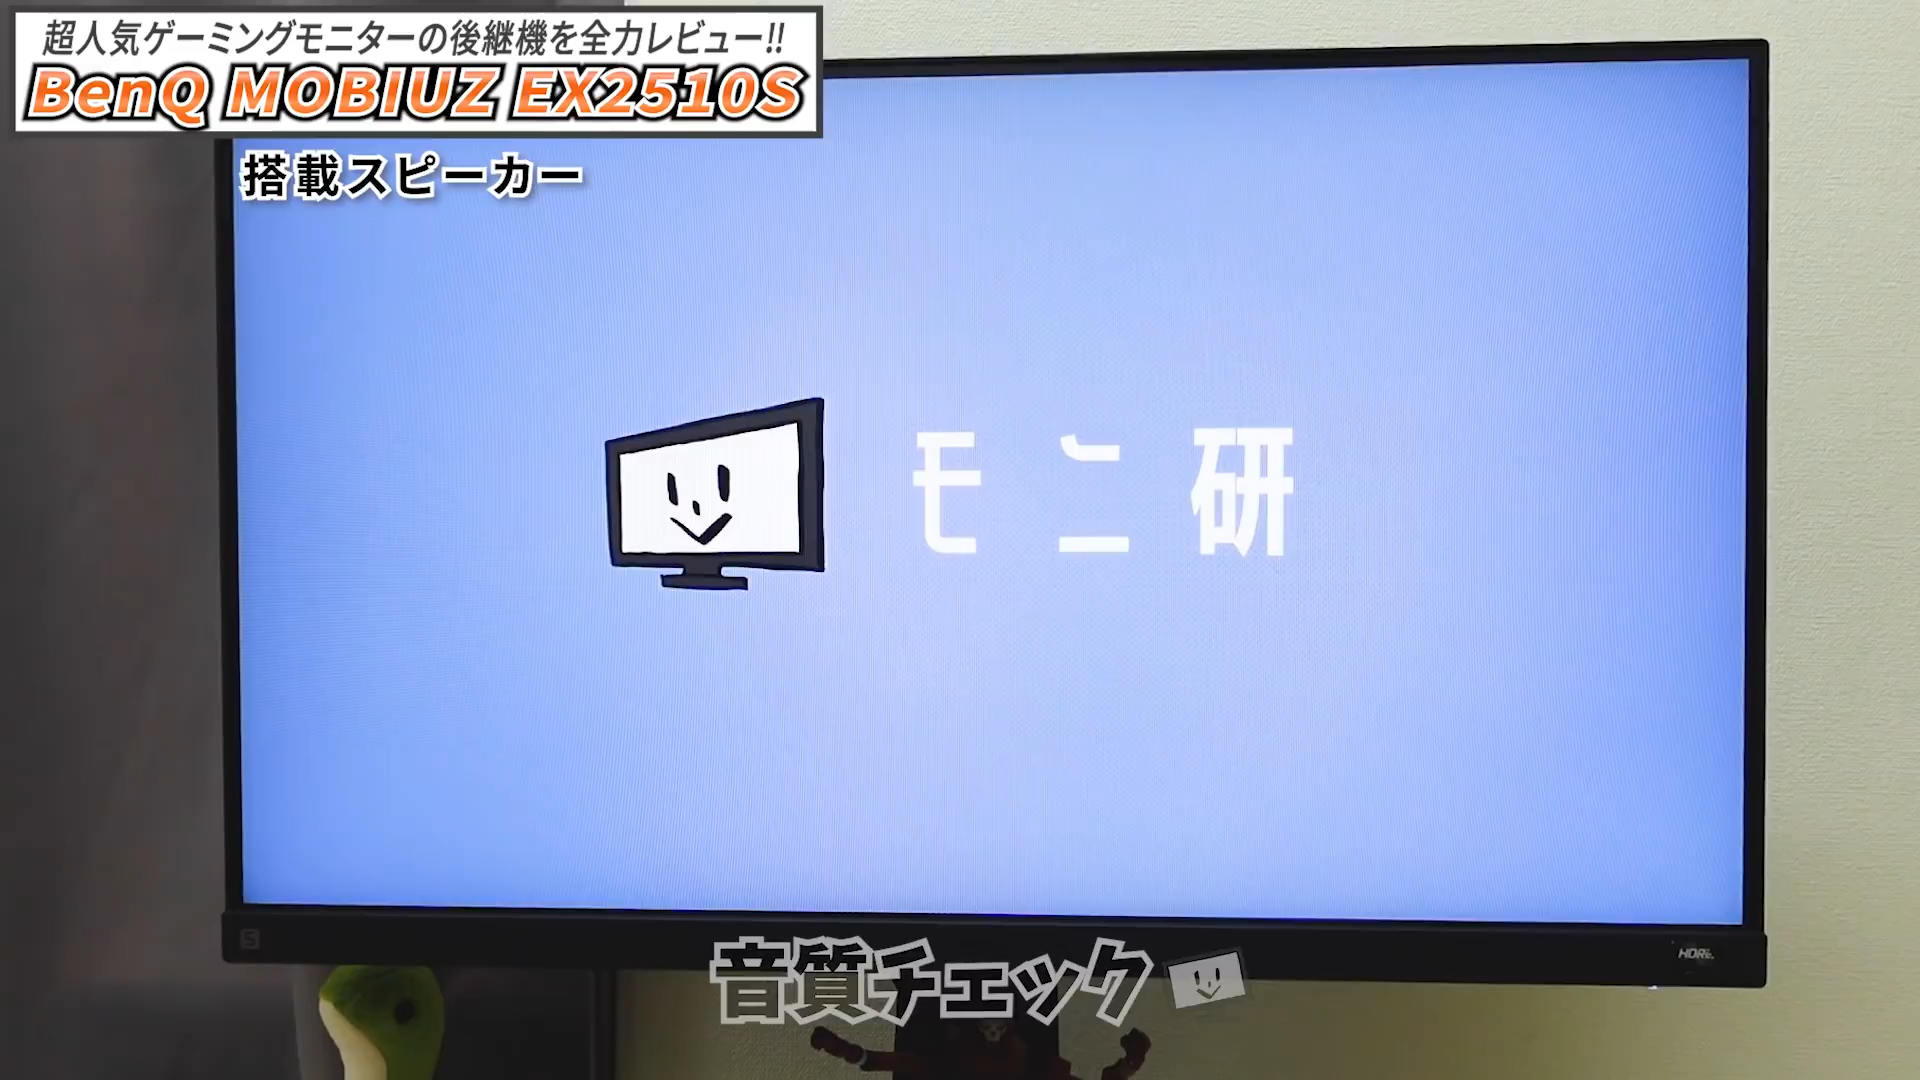 超人気ゲーミングモニターの後継機を全力レビュー!!
BenQ MOBIUZ EX2510S
搭載スピーカー
モニ研
S
HDRi
音質チェック